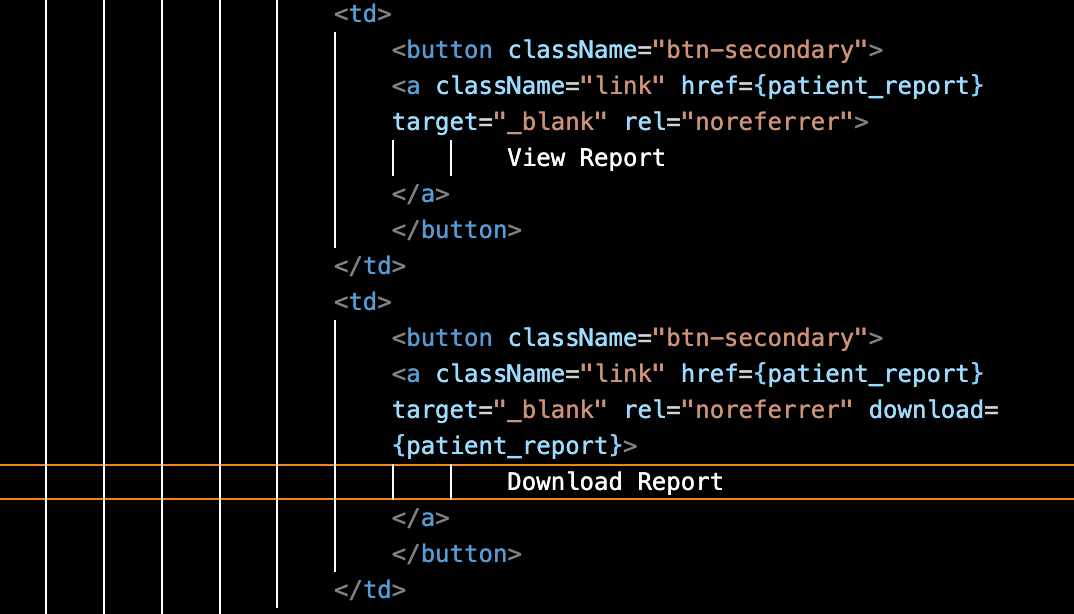 <td>
<button className="btn-secondary">
<a className="link" href={patient_report}
target="_blank" rel="noreferrer">
View Report
</a>
</button>
</td>
<td>
<button className="btn-secondary">
<a className="link" href={patient_report}
target="_blank" rel="noreferrer" download=
{patient_report}>
Download Report
</a>
</button>
</td>